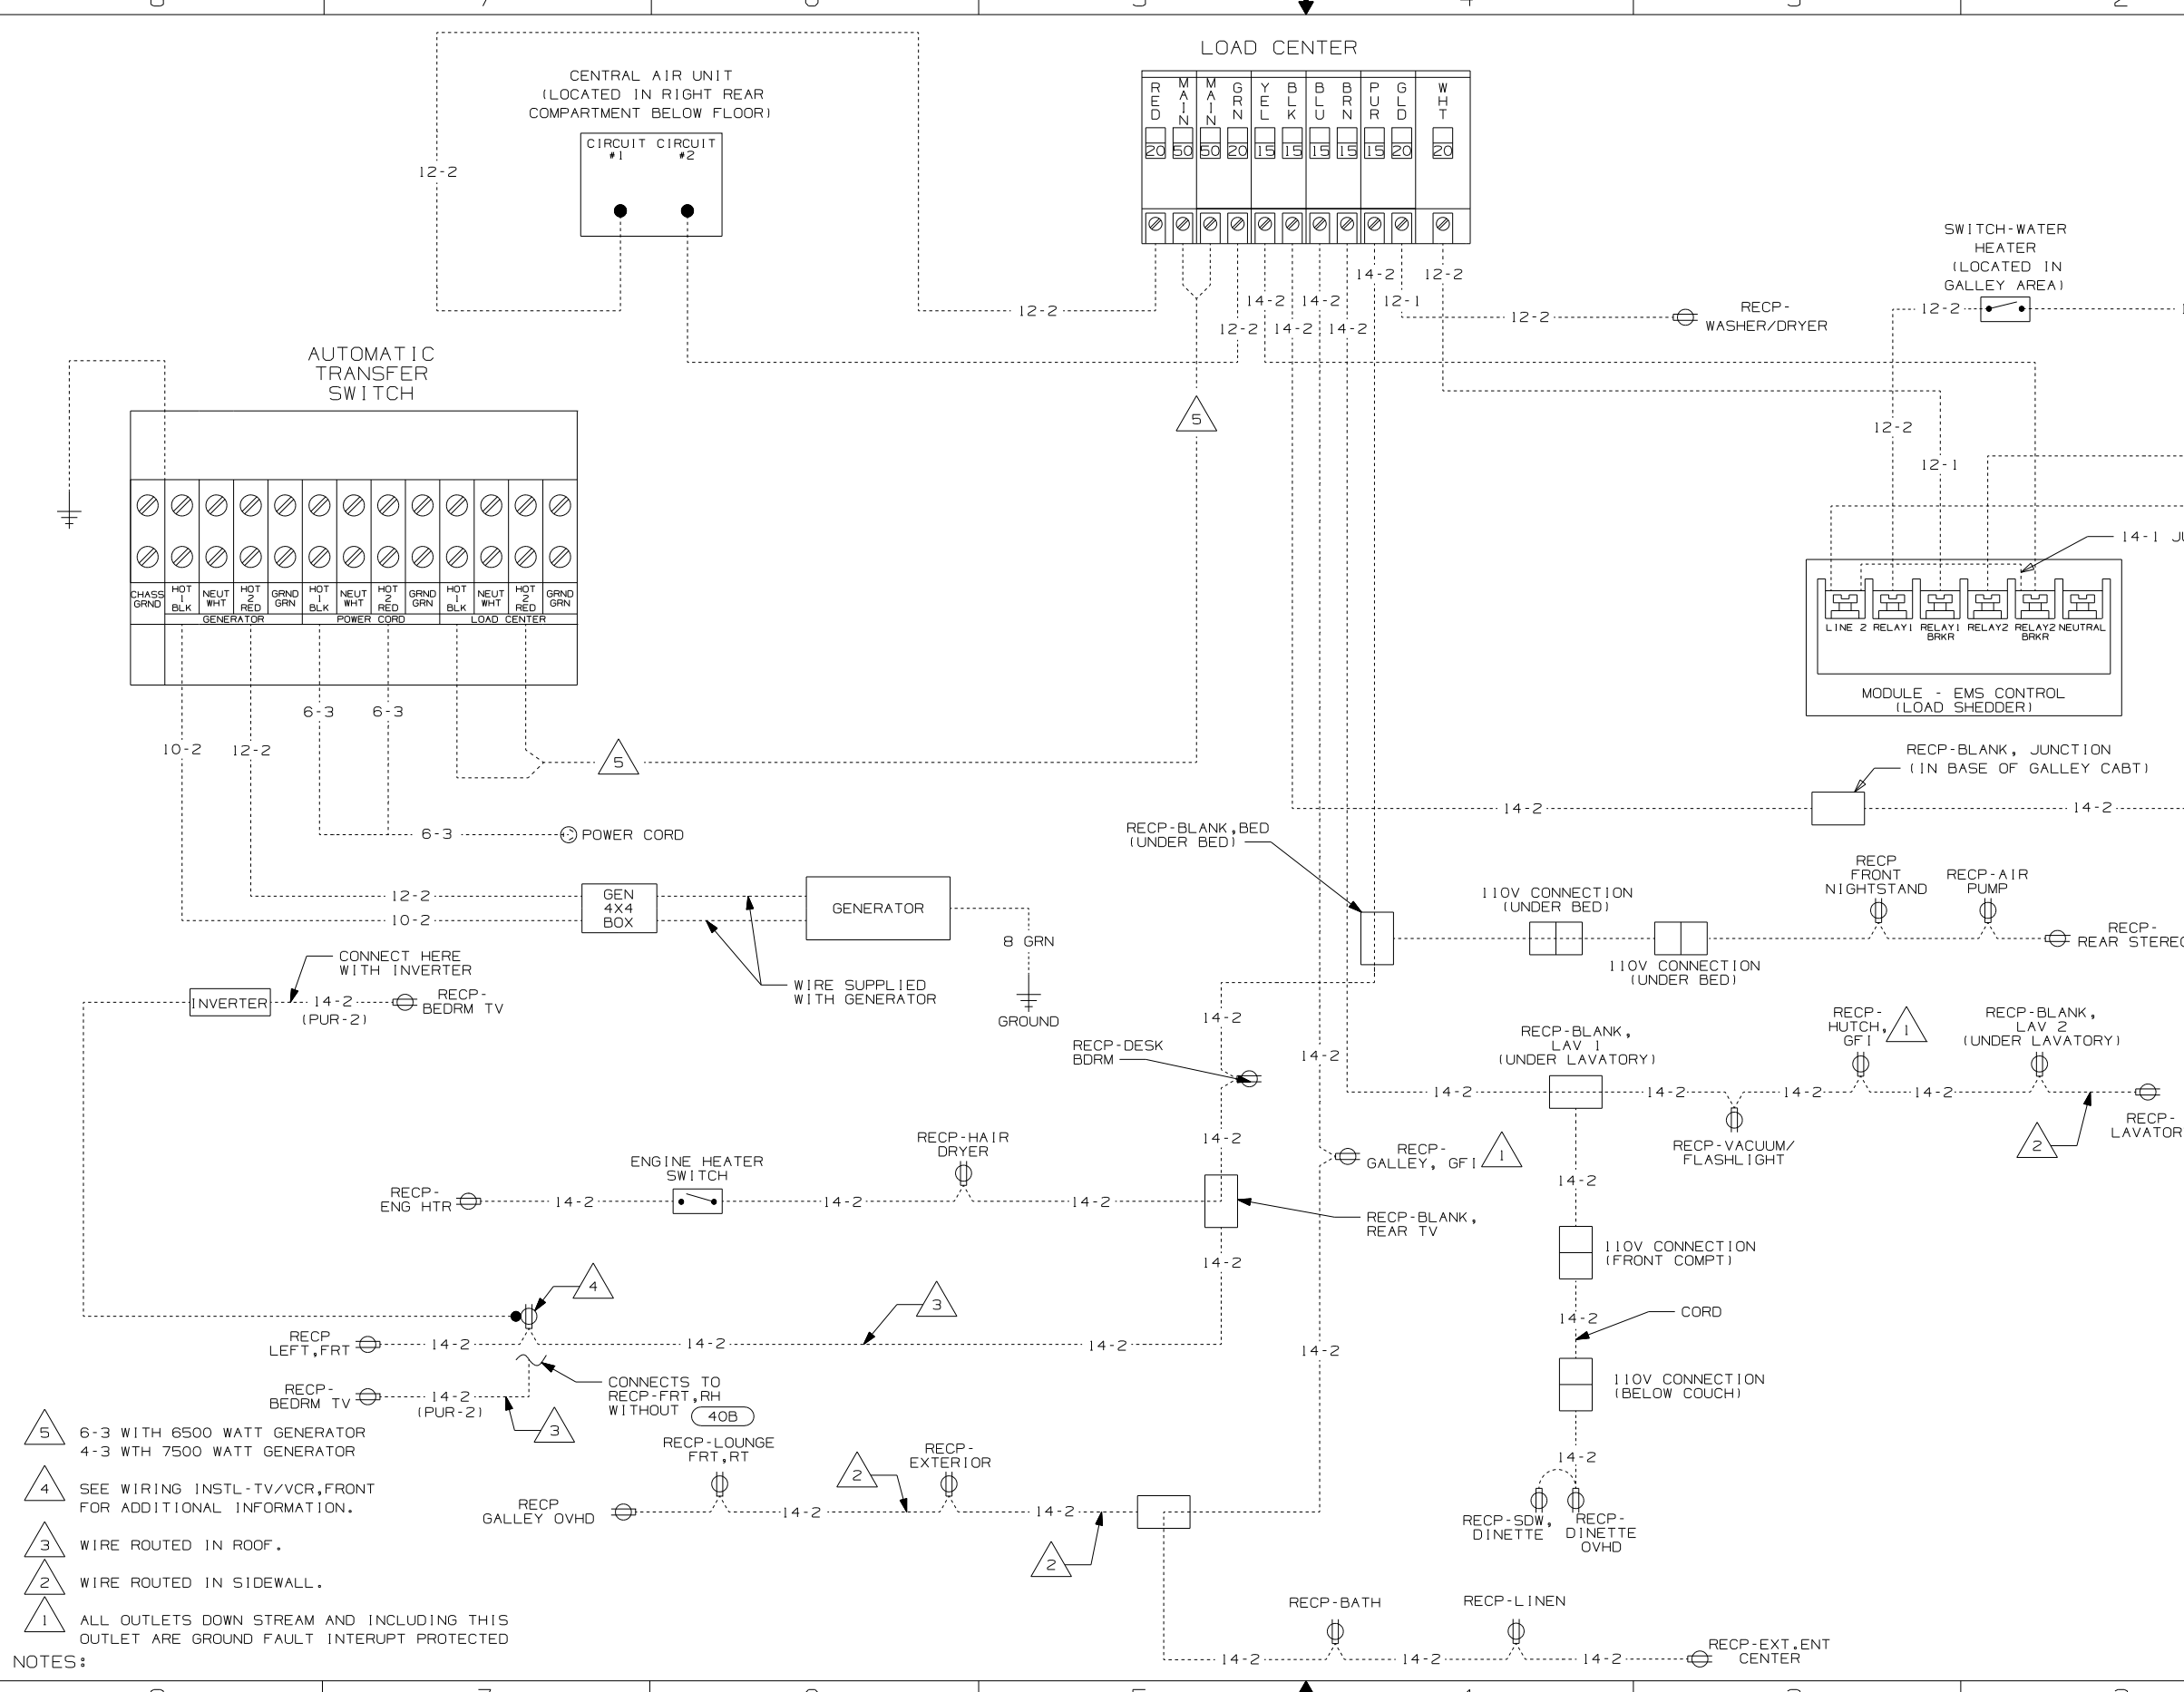 LOAD CENTER
RED
MAIN
MAIN
GRN
YEL
BLK
BLU
BRN
PUR
GLD
WHT
20
50
50
20
15
15
15
15
15
20
20
CENTRAL AIR UNIT
(LOCATED IN RIGHT REAR
COMPARTMENT BELOW FLOOR)
CIRCUIT #1
CIRCUIT #2
12-2
12-2
12-2
14-2
14-2
14-2
14-2
14-2
12-1
12-2
12-2
RECP-
WASHER/DRYER
SWITCH-WATER
HEATER
(LOCATED IN
GALLEY AREA)
12-2
12-2
12-1
5
AUTOMATIC
TRANSFER
SWITCH
CHASS GRND
HOT 1 BLK
NEUT WHT
HOT 2 RED
GRND GRN
HOT 1 BLK
NEUT WHT
HOT 2 RED
GRND GRN
HOT 1 BLK
NEUT WHT
HOT 2 RED
GRND GRN
GENERATOR
POWER CORD
LOAD CENTER
6-3
6-3
10-2
12-2
5
6-3
POWER CORD
14-1
LINE 2
RELAY1
RELAY1 BRKR
RELAY2
RELAY2 BRKR
NEUTRAL
MODULE - EMS CONTROL
(LOAD SHEDDER)
RECP-BLANK, JUNCTION
(IN BASE OF GALLEY CABT)
14-2
14-2
RECP-BLANK,BED
(UNDER BED)
12-2
10-2
GEN
4X4
BOX
GENERATOR
8 GRN
GROUND
WIRE SUPPLIED
WITH GENERATOR
110V CONNECTION
(UNDER BED)
110V CONNECTION
(UNDER BED)
RECP
FRONT
NIGHTSTAND
RECP-AIR
PUMP
RECP-
REAR STEREO
CONNECT HERE
WITH INVERTER
INVERTER
14-2
(PUR-2)
RECP-
BEDRM TV
14-2
RECP-DESK
BDRM
14-2
14-2
RECP-BLANK,
LAV 1
(UNDER LAVATORY)
RECP-
HUTCH,
GFI
1
RECP-BLANK,
LAV 2
(UNDER LAVATORY)
14-2
14-2
14-2
14-2
RECP-VACUUM/
FLASHLIGHT
2
RECP-
RECP-
GALLEY, GFI
1
RECP-HAIR
DRYER
ENGINE HEATER
SWITCH
RECP-
ENG HTR
14-2
14-2
14-2
RECP-BLANK,
REAR TV
14-2
14-2
110V CONNECTION
(FRONT COMPT)
14-2
CORD
110V CONNECTION
(BELOW COUCH)
14-2
RECP-SDW,
DINETTE
RECP-
DINETTE
OVHD
4
3
RECP
LEFT,FRT
14-2
14-2
14-2
14-2
RECP-
BEDRM TV
14-2
(PUR-2)
3
CONNECTS TO
RECP-FRT,RH
WITHOUT
40B
RECP-LOUNGE
FRT,RT
2
RECP-
EXTERIOR
RECP
GALLEY OVHD
14-2
14-2
2
RECP-BATH
RECP-LINEN
14-2
14-2
14-2
RECP-EXT.ENT
CENTER
5
6-3 WITH 6500 WATT GENERATOR
4-3 WTH 7500 WATT GENERATOR
4
SEE WIRING INSTL-TV/VCR,FRONT
FOR ADDITIONAL INFORMATION.
3
WIRE ROUTED IN ROOF.
2
WIRE ROUTED IN SIDEWALL.
1
ALL OUTLETS DOWN STREAM AND INCLUDING THIS
OUTLET ARE GROUND FAULT INTERUPT PROTECTED
NOTES: